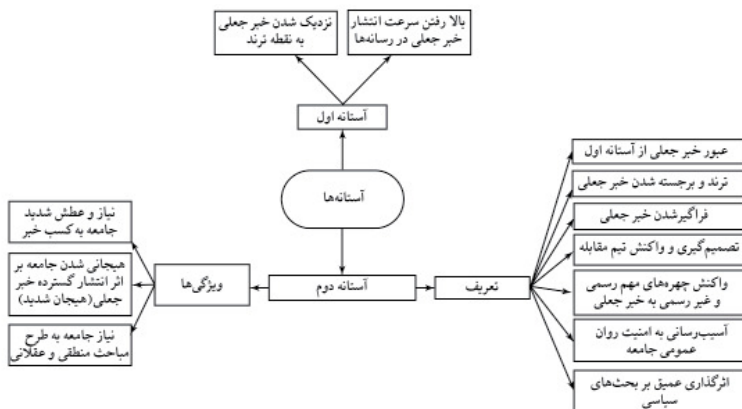 نزدیک شدن خبر جعلی
به نقطه ترند
بالا رفتن سرعت انتشار
خبر جعلی در رسانه‌ها
آستانه اول
آستانه‌ها
آستانه دوم
تعریف
عبور خبر جعلی از آستانه اول
ترند و برجسته شدن خبر جعلی
فراگیرشدن خبر جعلی
تصمیم‌گیری و واکنش تیم مقابله
واکنش چهره‌های مهم رسمی
و غیر رسمی به خبر جعلی
آسیب‌رسانی به امنیت روان
عمومی جامعه
اثرگذاری عمیق بر بحث‌های
سیاسی
ویژگی‌ها
نیاز و عطش شدید
جامعه به کسب خبر
هیجانی شدن جامعه بر
اثر انتشار گسترده خبر
جعلی(هیجان شدید)
نیاز جامعه به طرح
مباحث منطقی و عقلانی